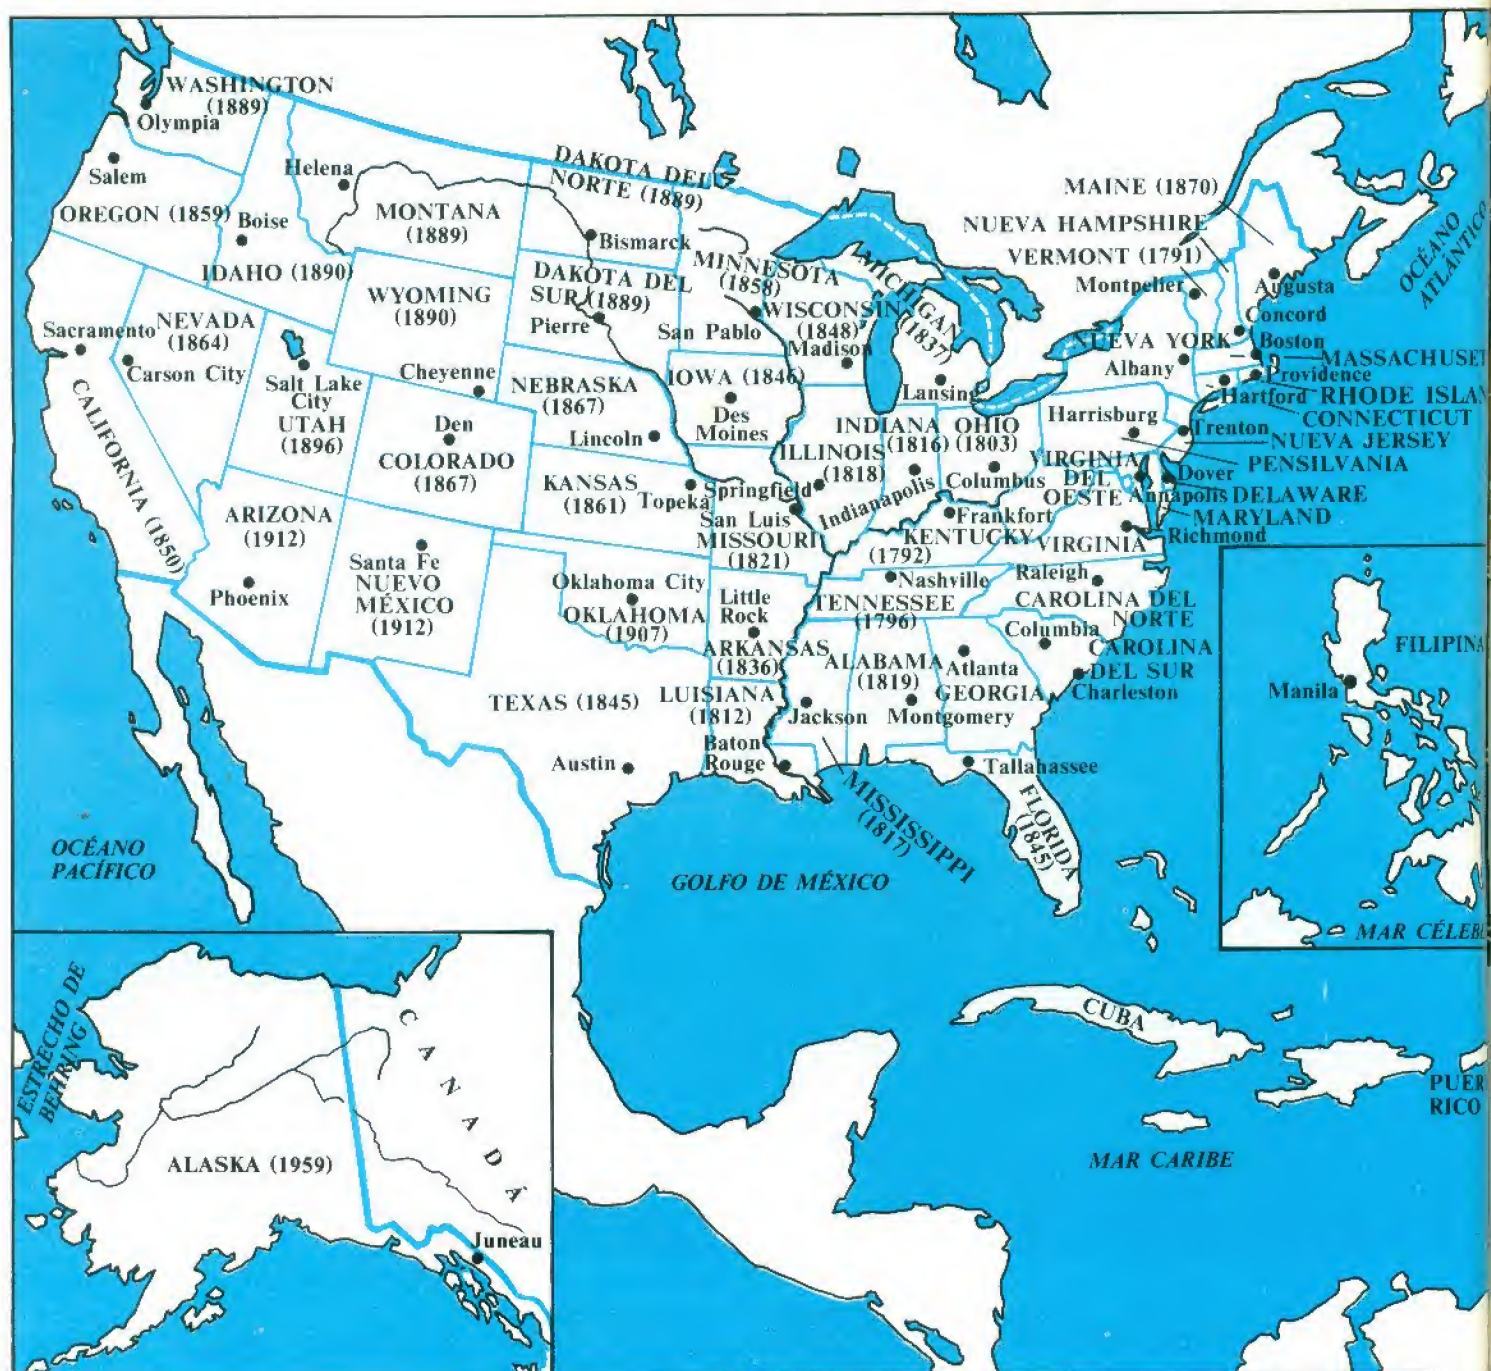 WASHINGTON
(1889)
Olympia
Salem
OREGON (1859)
Boise
IDAHO (1890)
Helena
MONTANA
(1889)
DAKOTA DEL
NORTE (1889)
Bismarck
DAKOTA DEL
SUR (1889)
Pierre
MINNESOTA
(1858)
San Pablo
WISCONSIN
(1848)
Madison
MICHIGAN
(1837)
Lansing
MAINE (1870)
NUEVA HAMPSHIRE
VERMONT (1791)
Montpelier
Augusta
Concord
Boston
NUEVA YORK
Albany
MASSACHUSET
Providence
Hartford
RHODE ISLAN
CONNECTICUT
Harrisburg
Trenton
NUEVA JERSEY
PENSILVANIA
Dover
Annapolis
DELAWARE
MARYLAND
Richmond
OCÉANO
ATLÁNTICO
WYOMING
(1890)
Cheyenne
Sacramento
NEVADA
(1864)
Carson City
CALIFORNIA (1850)
Salt Lake
City
UTAH
(1896)
Den
COLORADO
(1867)
NEBRASKA
(1867)
Lincoln
IOWA (1846)
Des
Moines
KANSAS
(1861)
Topeka
ILLINOIS
(1818)
Springfield
INDIANA
(1816)
Indianapolis
OHIO
(1803)
Columbus
VIRGINIA
DEL
OESTE
San Luis
MISSOURI
(1821)
Frankfort
KENTUCKY
(1792)
VIRGINIA
ARIZONA
(1912)
Phoenix
Santa Fe
NUEVO
MÉXICO
(1912)
Oklahoma City
OKLAHOMA
(1907)
Little
Rock
ARKANSAS
(1836)
Nashville
TENNESSEE
(1796)
Raleigh
CAROLINA DEL
NORTE
Columbia
CAROLINA
DEL SUR
Charleston
TEXAS (1845)
Austin
LUISIANA
(1812)
Baton
Rouge
Jackson
MISSISSIPPI
(1817)
ALABAMA
(1819)
Montgomery
Atlanta
GEORGIA
Tallahassee
FLORIDA
(1845)
OCÉANO
PACÍFICO
GOLFO DE MÉXICO
FILIPINA
Manila
MAR CÉLEB
CUBA
PUER
RICO
MAR CARIBE
ESTRECHO DE
BEHRING
CANADÁ
ALASKA (1959)
Juneau